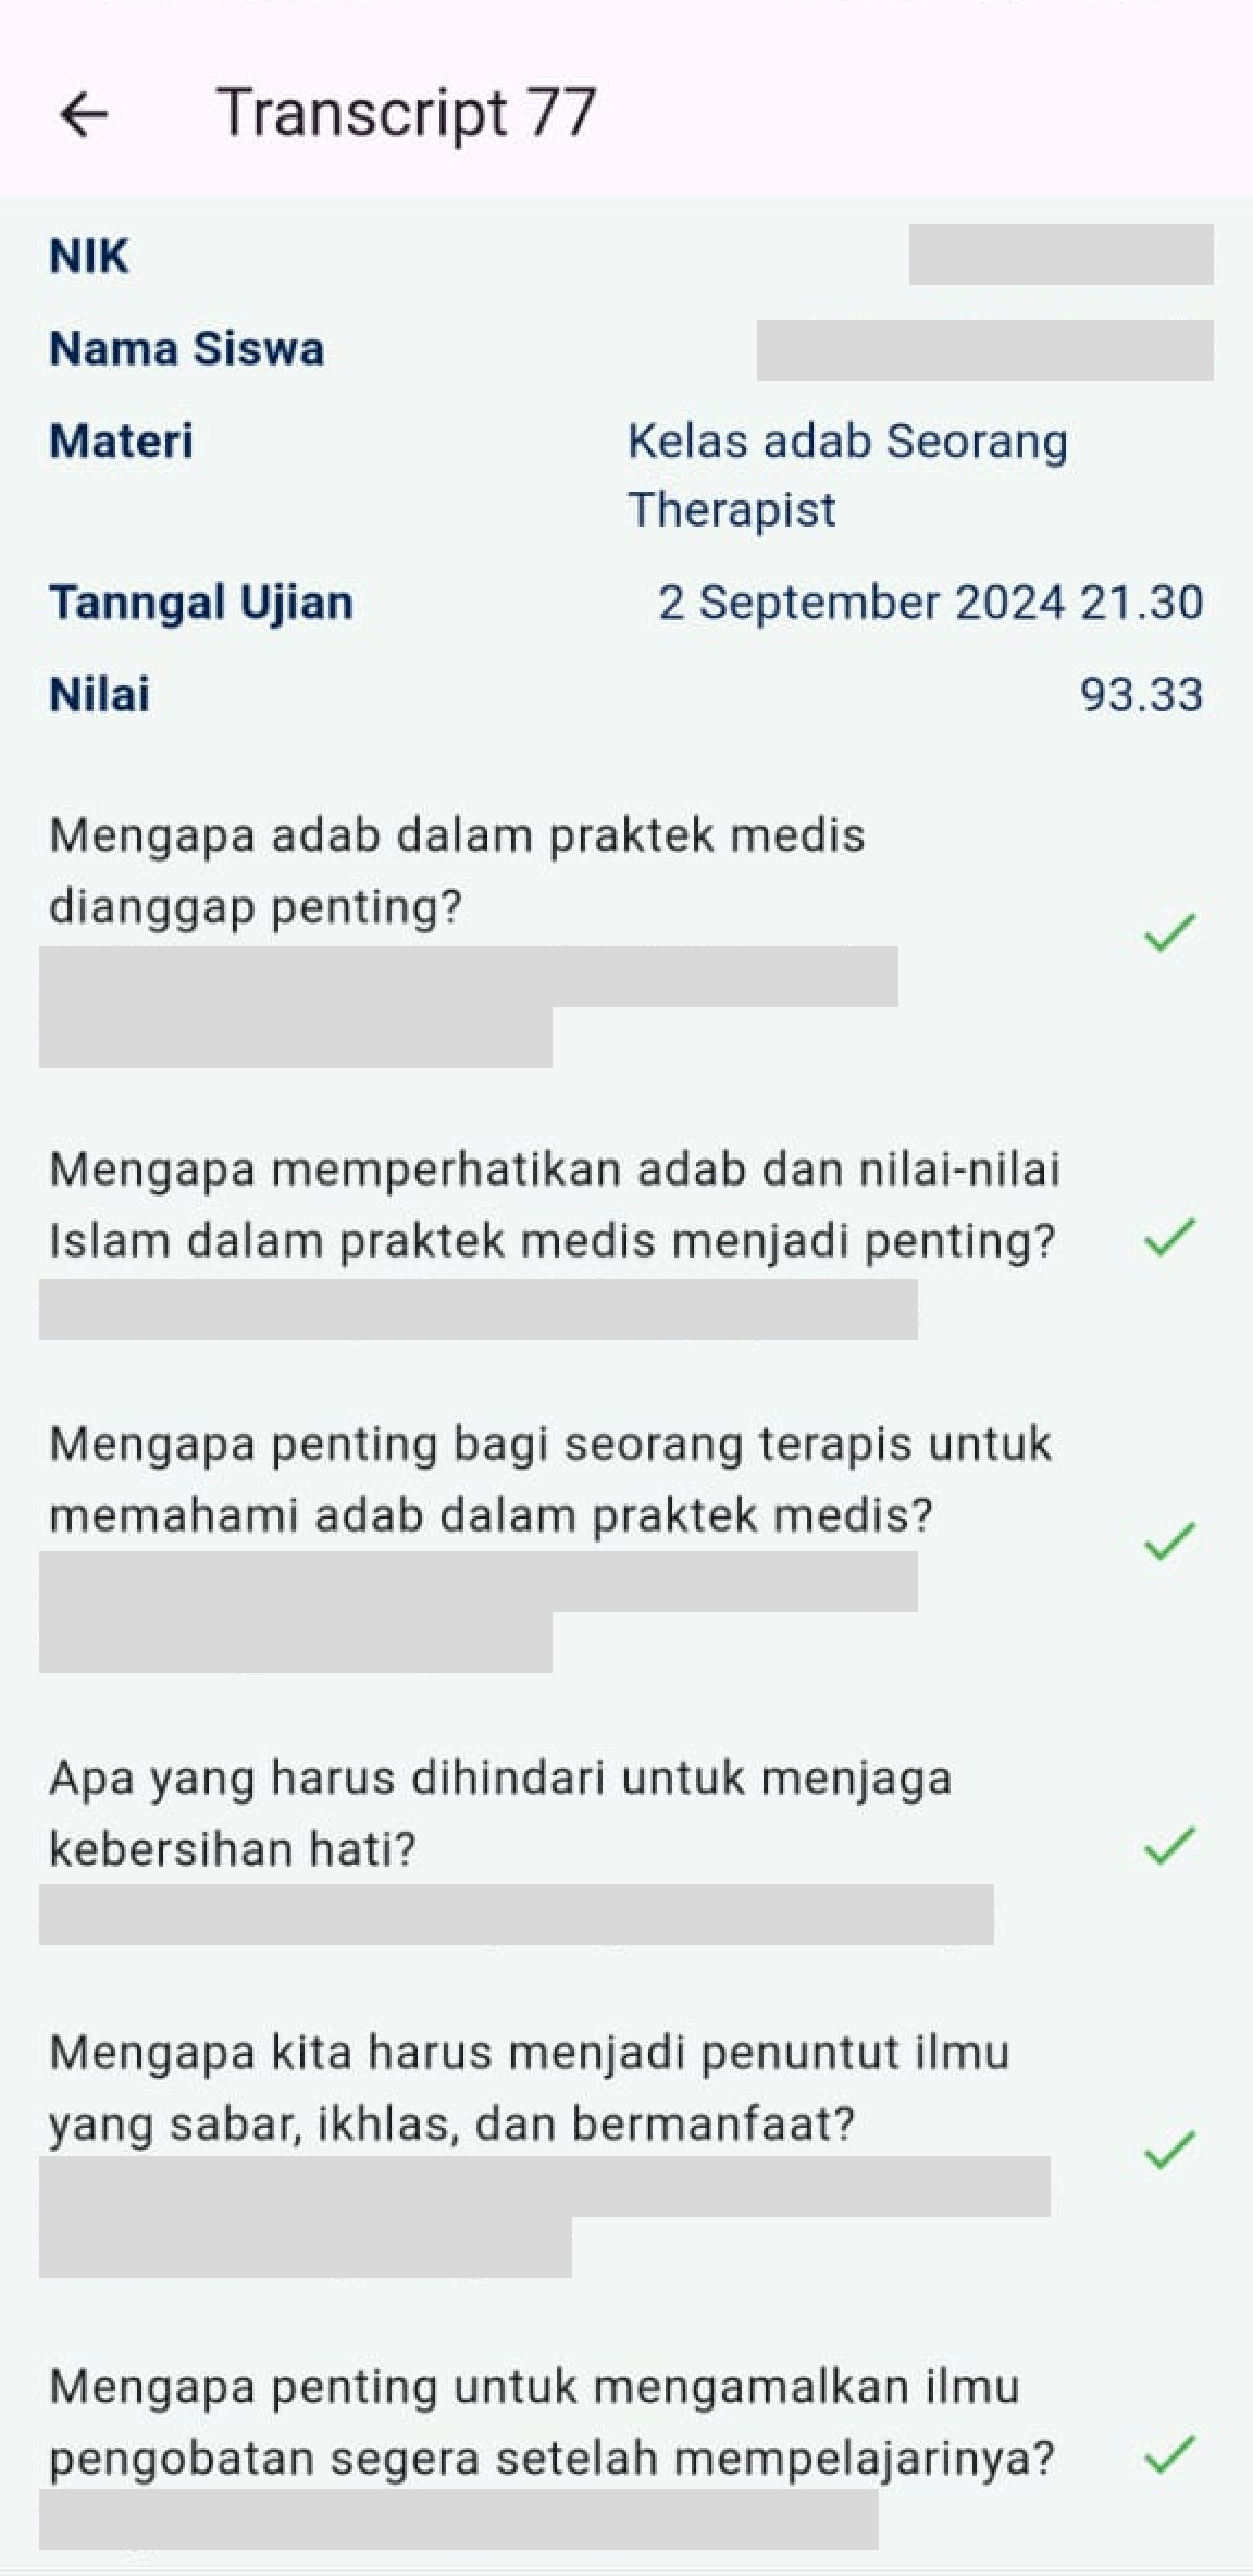 Transcript 77
NIK
Nama Siswa
Materi
Kelas adab Seorang
Therapist
Tanngal Ujian
2 September 2024 21.30
Nilai
93.33
Mengapa adab dalam praktek medis
dianggap penting?
Mengapa memperhatikan adab dan nilai-nilai
Islam dalam praktek medis menjadi penting?
Mengapa penting bagi seorang terapis untuk
memahami adab dalam praktek medis?
Apa yang harus dihindari untuk menjaga
kebersihan hati?
Mengapa kita harus menjadi penuntut ilmu
yang sabar, ikhlas, dan bermanfaat?
Mengapa penting untuk mengamalkan ilmu
pengobatan segera setelah mempelajarinya?